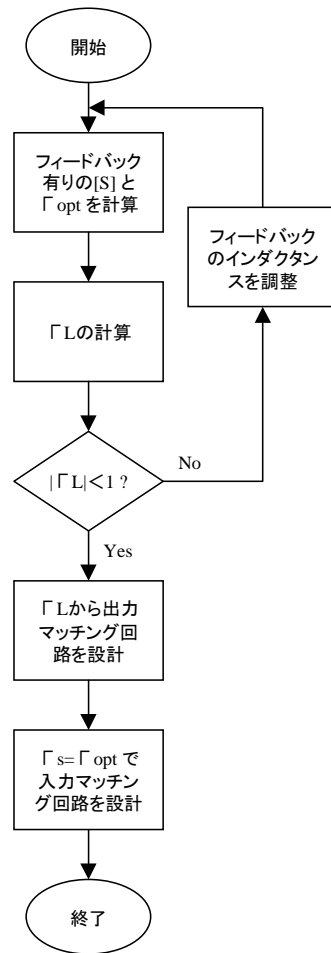 開始
フィードバック
有りの[S] と
Γ opt を計算
フィードバック
のインダクタン
スを調整
Γ Lの計算
|Γ L|＜1 ?
No
Yes
Γ Lから出力
マッチング回
路を設計
Γ s=Γ opt で
入力マッチン
グ回路を設計
終了